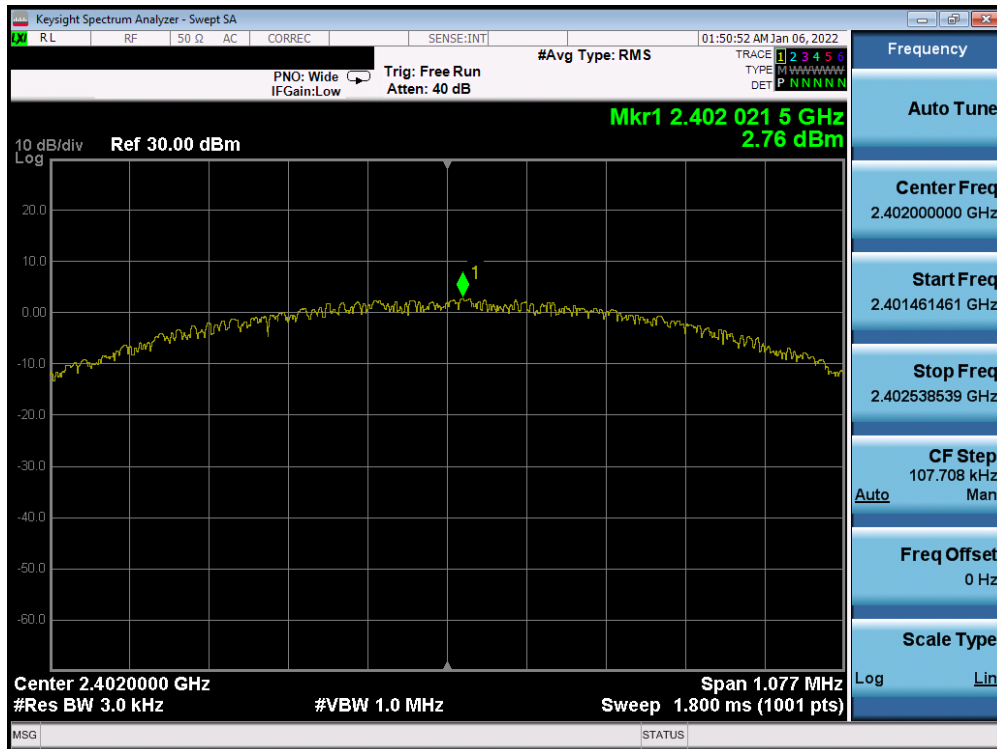 Keysight Spectrum Analyzer - Swept SA
LXI RL RF 50 Ω AC CORREC SENSE:INT 01:50:52 AM Jan 06, 2022
PNO: Wide
IFGain:Low
Trig: Free Run
Atten: 40 dB
#Avg Type: RMS
TRACE 1 2 3 4 5 6
TYPE M WWWWW
DET P N N N N N
Mkr1 2.402 021 5 GHz
2.76 dBm
10 dB/div Ref 30.00 dBm
Log
20.0
10.0
1
0.00
-10.0
-20.0
-30.0
-40.0
-50.0
-60.0
Center 2.4020000 GHz Span 1.077 MHz
#Res BW 3.0 kHz #VBW 1.0 MHz Sweep 1.800 ms (1001 pts)
MSG STATUS
Frequency
Auto Tune
Center Freq
2.402000000 GHz
Start Freq
2.401461461 GHz
Stop Freq
2.402538539 GHz
CF Step
107.708 kHz
Auto Man
Freq Offset
0 Hz
Scale Type
Log Lin